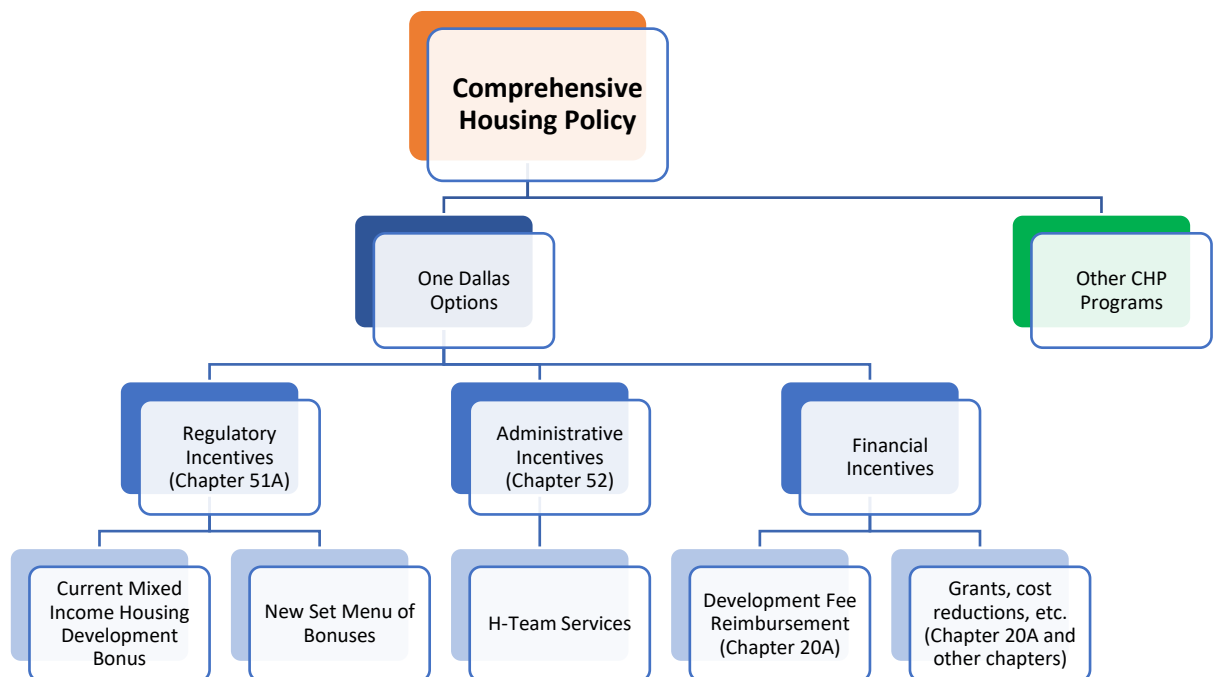 Comprehensive
Housing Policy
One Dallas
Options
Other CHP
Programs
Regulatory
Incentives
(Chapter 51A)
Administrative
Incentives
(Chapter 52)
Financial
Incentives
Current Mixed
Income Housing
Development
Bonus
New Set Menu of
Bonuses
H-Team Services
Development Fee
Reimbursement
(Chapter 20A)
Grants, cost
reductions, etc.
(Chapter 20A and
other chapters)